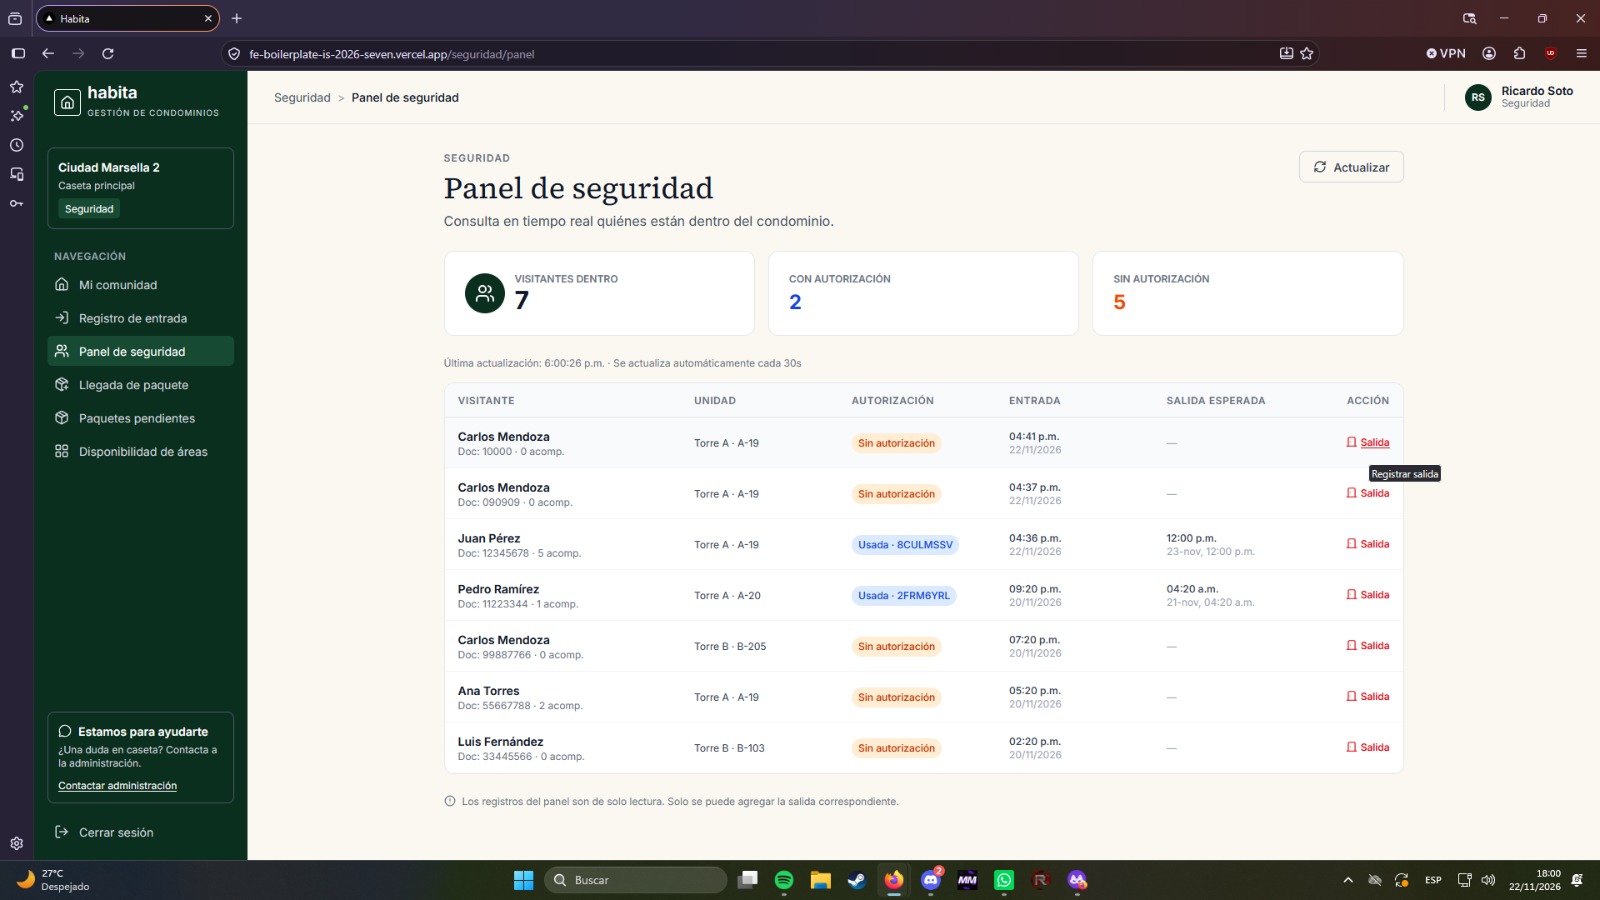 Habita
fe-boilerplate-is-2026-seven.vercel.app/seguridad/panel
VPN
habita
GESTIÓN DE CONDOMINIOS
Seguridad > Panel de seguridad
RS
Ricardo Soto
Seguridad
Ciudad Marsella 2
Caseta principal
Seguridad
NAVEGACIÓN
Mi comunidad
Registro de entrada
Panel de seguridad
Llegada de paquete
Paquetes pendientes
Disponibilidad de áreas
Estamos para ayudarte
¿Una duda en caseta? Contacta a
la administración.
Contactar administración
Cerrar sesión
SEGURIDAD
Panel de seguridad
Consulta en tiempo real quiénes están dentro del condominio.
Actualizar
VISITANTES DENTRO
7
CON AUTORIZACIÓN
2
SIN AUTORIZACIÓN
5
Última actualización: 6:00:26 p.m. · Se actualiza automáticamente cada 30s
VISITANTE UNIDAD AUTORIZACIÓN ENTRADA SALIDA ESPERADA ACCIÓN
Carlos Mendoza Torre A · A-19 Sin autorización 04:41 p.m. — Salida
Doc: 10000 · 0 acomp. 22/11/2026
Registrar salida
Carlos Mendoza Torre A · A-19 Sin autorización 04:37 p.m. — Salida
Doc: 090909 · 0 acomp. 22/11/2026
Juan Pérez Torre A · A-19 Usada · 8CULMSSV 04:36 p.m. 12:00 p.m. Salida
Doc: 12345678 · 5 acomp. 22/11/2026 23-nov, 12:00 p.m.
Pedro Ramírez Torre A · A-20 Usada · 2FRM6YRL 09:20 p.m. 04:20 a.m. Salida
Doc: 11223344 · 1 acomp. 20/11/2026 21-nov, 04:20 a.m.
Carlos Mendoza Torre B · B-205 Sin autorización 07:20 p.m. — Salida
Doc: 99887766 · 0 acomp. 20/11/2026
Ana Torres Torre A · A-19 Sin autorización 05:20 p.m. — Salida
Doc: 55667788 · 2 acomp. 20/11/2026
Luis Fernández Torre B · B-103 Sin autorización 02:20 p.m. — Salida
Doc: 33445566 · 0 acomp. 20/11/2026
Los registros del panel son de solo lectura. Solo se puede agregar la salida correspondiente.
27°C
Despejado
Buscar
2
MM
R
ESP
18:00
22/11/2026